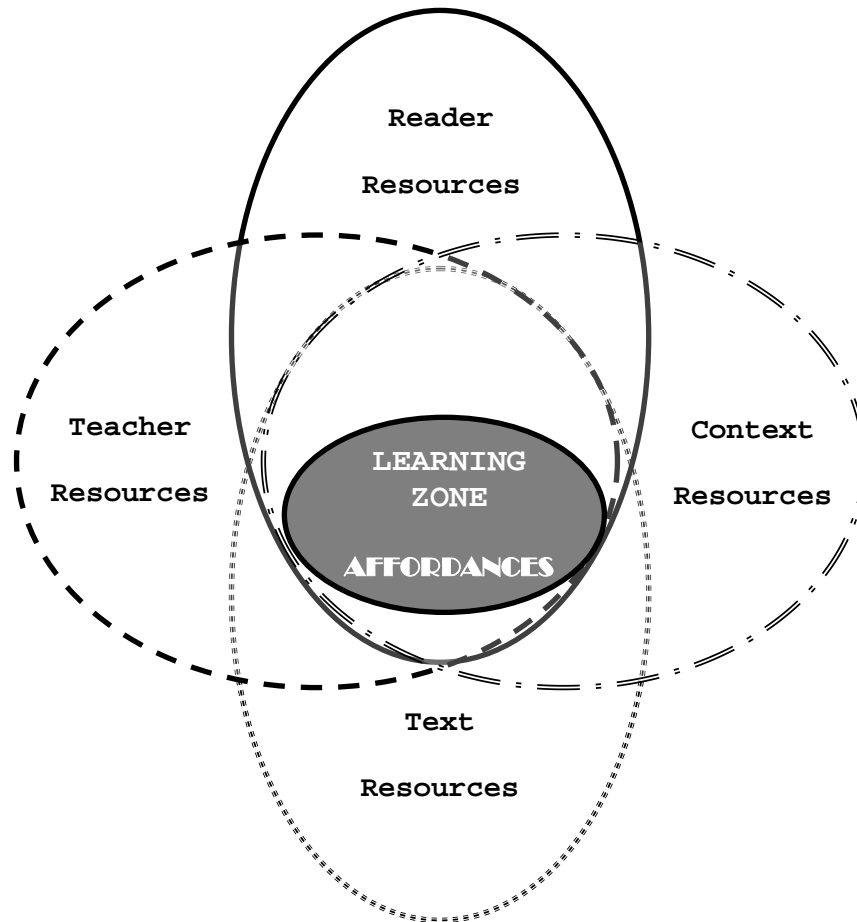 Reader
Resources
Teacher
Resources
LEARNING
ZONE
AFFORDANCES
Context
Resources
Text
Resources